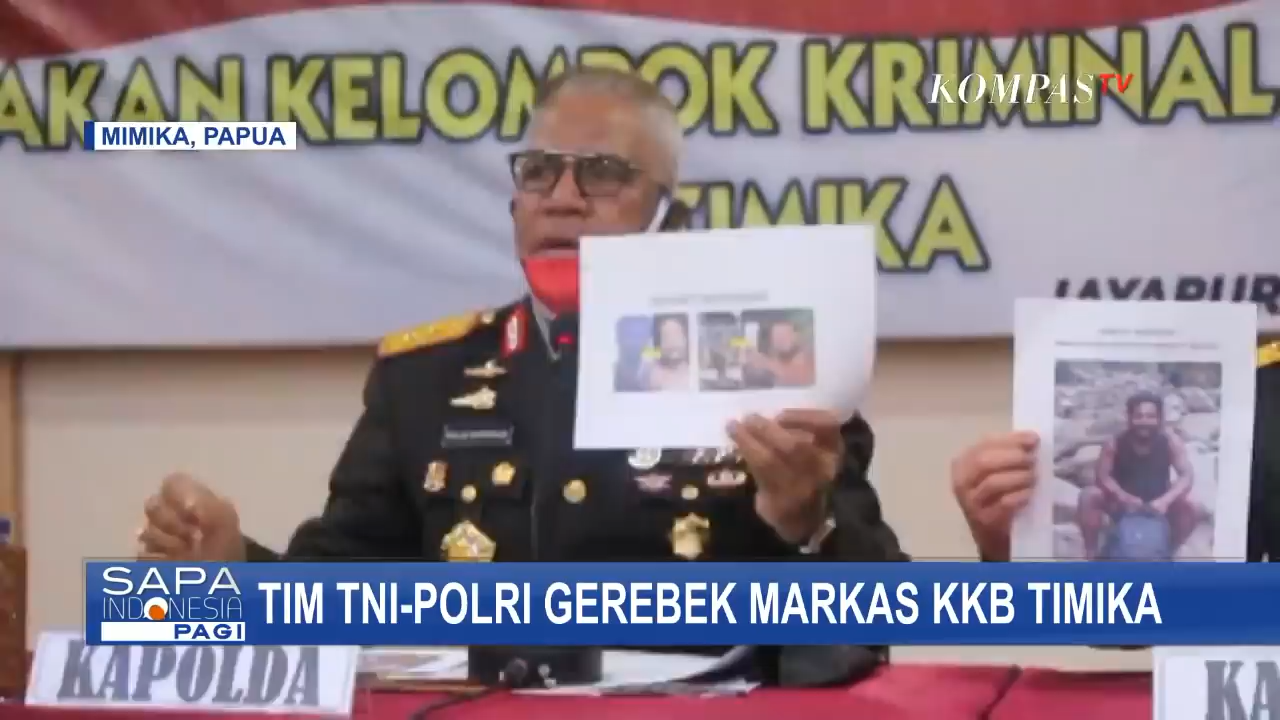 AKAN KELOMPOK KRIMINAL
KOMPAS TV
MIMIKA, PAPUA
TIMIKA
JAYAPUR
SAPA
INDONESIA
PAGI
TIM TNI-POLRI GEREBEK MARKAS KKB TIMIKA
KAPOLDA
KA